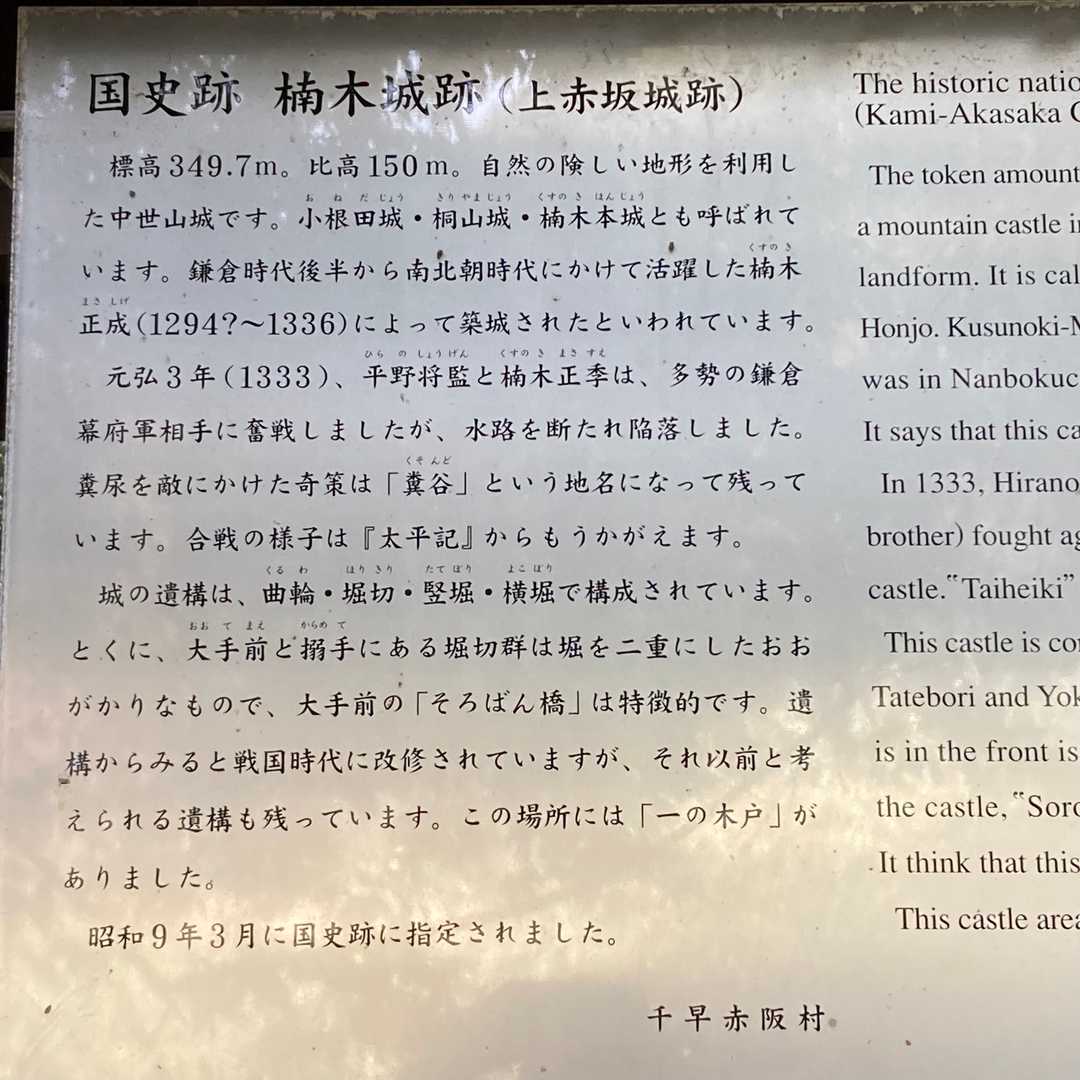 国史跡 楠木城跡(上赤坂城跡)
標高349.7m。比高150m。自然の険しい地形を利用し
おねだじょう きりやまじょう くすのきほんじょう
た中世山城です。小根田城・桐山城・楠木本城とも呼ばれて
くすのき
います。鎌倉時代後半から南北朝時代にかけて活躍した楠木
まさしげ
正成(1294?〜1336)によって築城されたといわれています。
ひらのしょうげん くすのきまさすえ
元弘3年(1333)、平野将監と楠木正季は、多勢の鎌倉
幕府軍相手に奮戦しましたが、水路を断たれ陥落しました。
くそんど
糞尿を敵にかけた奇策は「糞谷」という地名になって残って
います。合戦の様子は『太平記』からもうかがえます。
くるわ ほりきり たてぼり よこぼり
城の遺構は、曲輪・堀切・竪堀・横堀で構成されています。
おおてまえ からめて
とくに、大手前と搦手にある堀切群は堀を二重にしたおお
がかりなもので、大手前の「そろばん橋」は特徴的です。遺
構からみると戦国時代に改修されていますが、それ以前と考
えられる遺構も残っています。この場所には「一の木戸」が
ありました。
昭和9年3月に国史跡に指定されました。
千早赤阪村
The historic natio
(Kami-Akasaka
The token amount
a mountain castle i
landform. It is cal
Honjo. Kusunoki-
was in Nanbokuc
It says that this ca
In 1333, Hirano
brother) fought ag
castle."Taiheiki"
This castle is co
Tatebori and Yok
is in the front is
the castle, "Soro
It think that this
This castle area